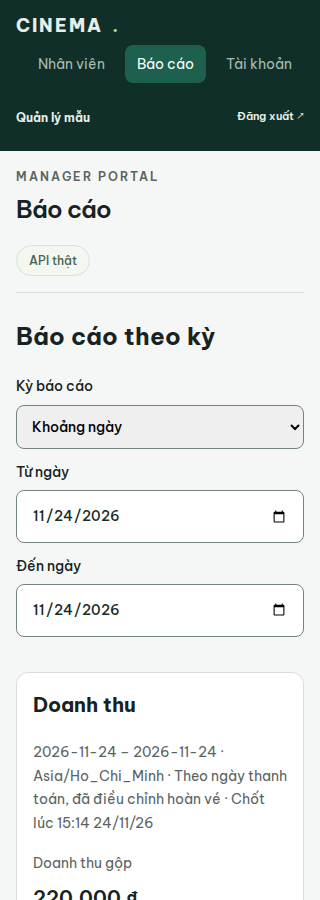 CINEMA .
Nhân viên
Báo cáo
Tài khoản
Quản lý mẫu
Đăng xuất ↗
MANAGER PORTAL
Báo cáo
API thật
Báo cáo theo kỳ
Kỳ báo cáo
Khoảng ngày
Từ ngày
11/24/2026
Đến ngày
11/24/2026
Doanh thu
2026-11-24 – 2026-11-24 ·
Asia/Ho_Chi_Minh · Theo ngày thanh
toán, đã điều chỉnh hoàn vé · Chốt
lúc 15:14 24/11/26
Doanh thu gộp
220.000 ₫